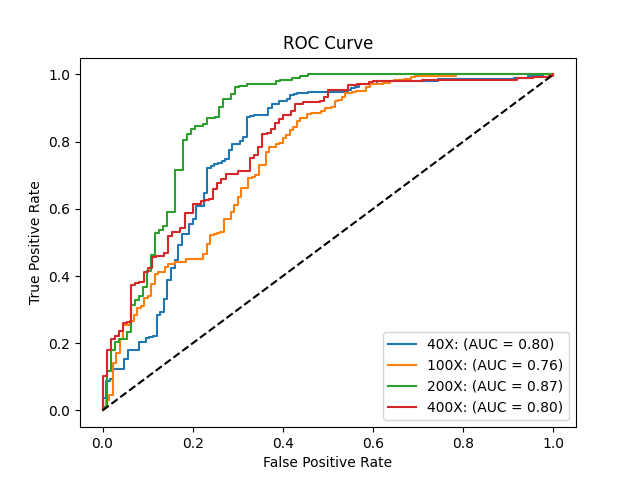 ROC Curve
True Positive Rate
1.0
0.8
0.6
0.4
0.2
0.0
0.0 0.2 0.4 0.6 0.8 1.0
False Positive Rate
40X: (AUC = 0.80)
100X: (AUC = 0.76)
200X: (AUC = 0.87)
400X: (AUC = 0.80)